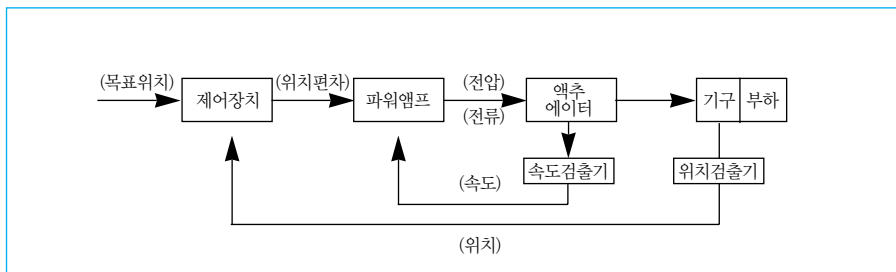 (목표위치)
제어장치
(위치편차)
파워앰프
(전압)
(전류)
액추
에이터
기구
부하
속도검출기
위치검출기
(속도)
(위치)